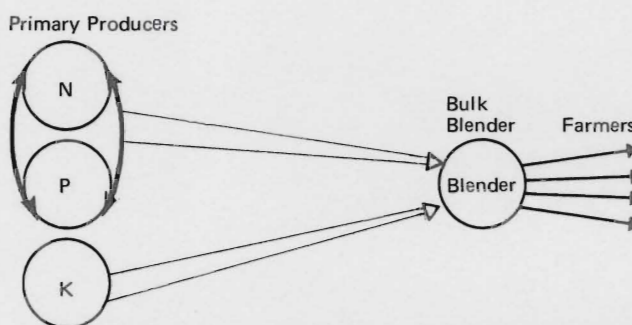 Primary Producers
N
P
K
Bulk
Blender
Blender
Farmers